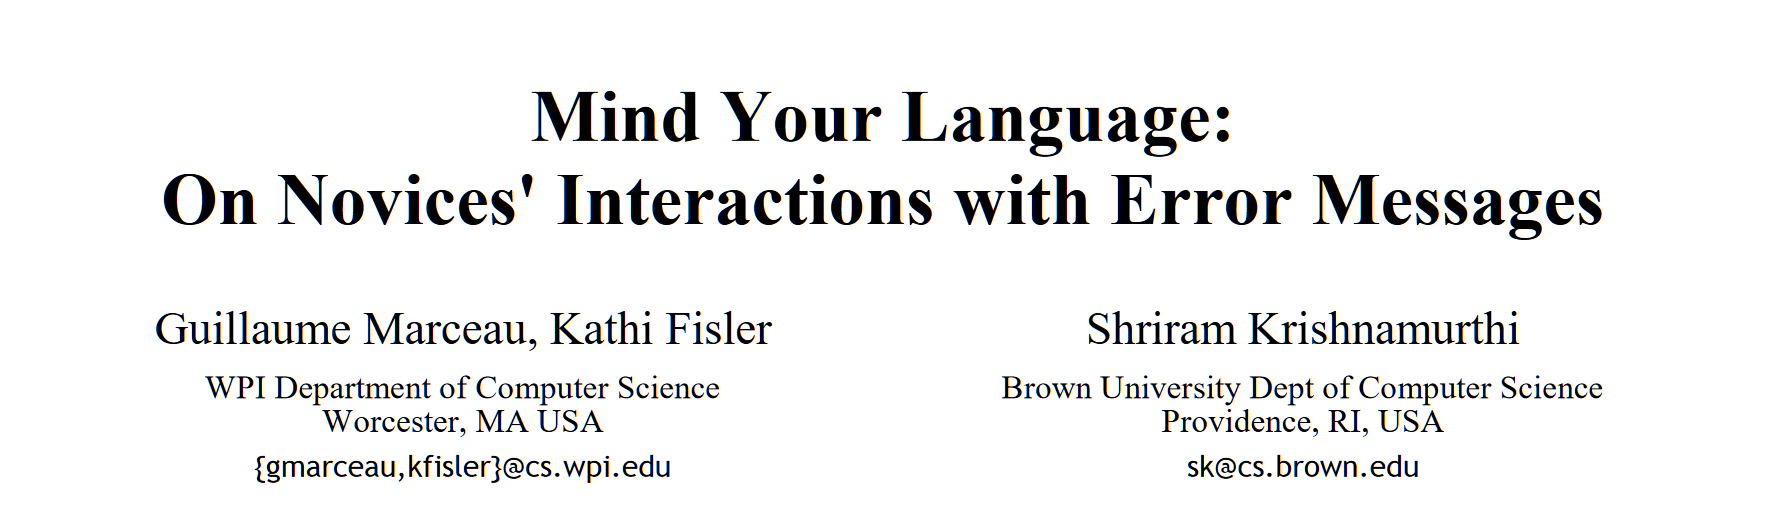 Mind Your Language:
On Novices' Interactions with Error Messages
Guillaume Marceau, Kathi Fisler
WPI Department of Computer Science
Worcester, MA USA
{gmarceau,kfisler}@cs.wpi.edu
Shriram Krishnamurthi
Brown University Dept of Computer Science
Providence, RI, USA
sk@cs.brown.edu